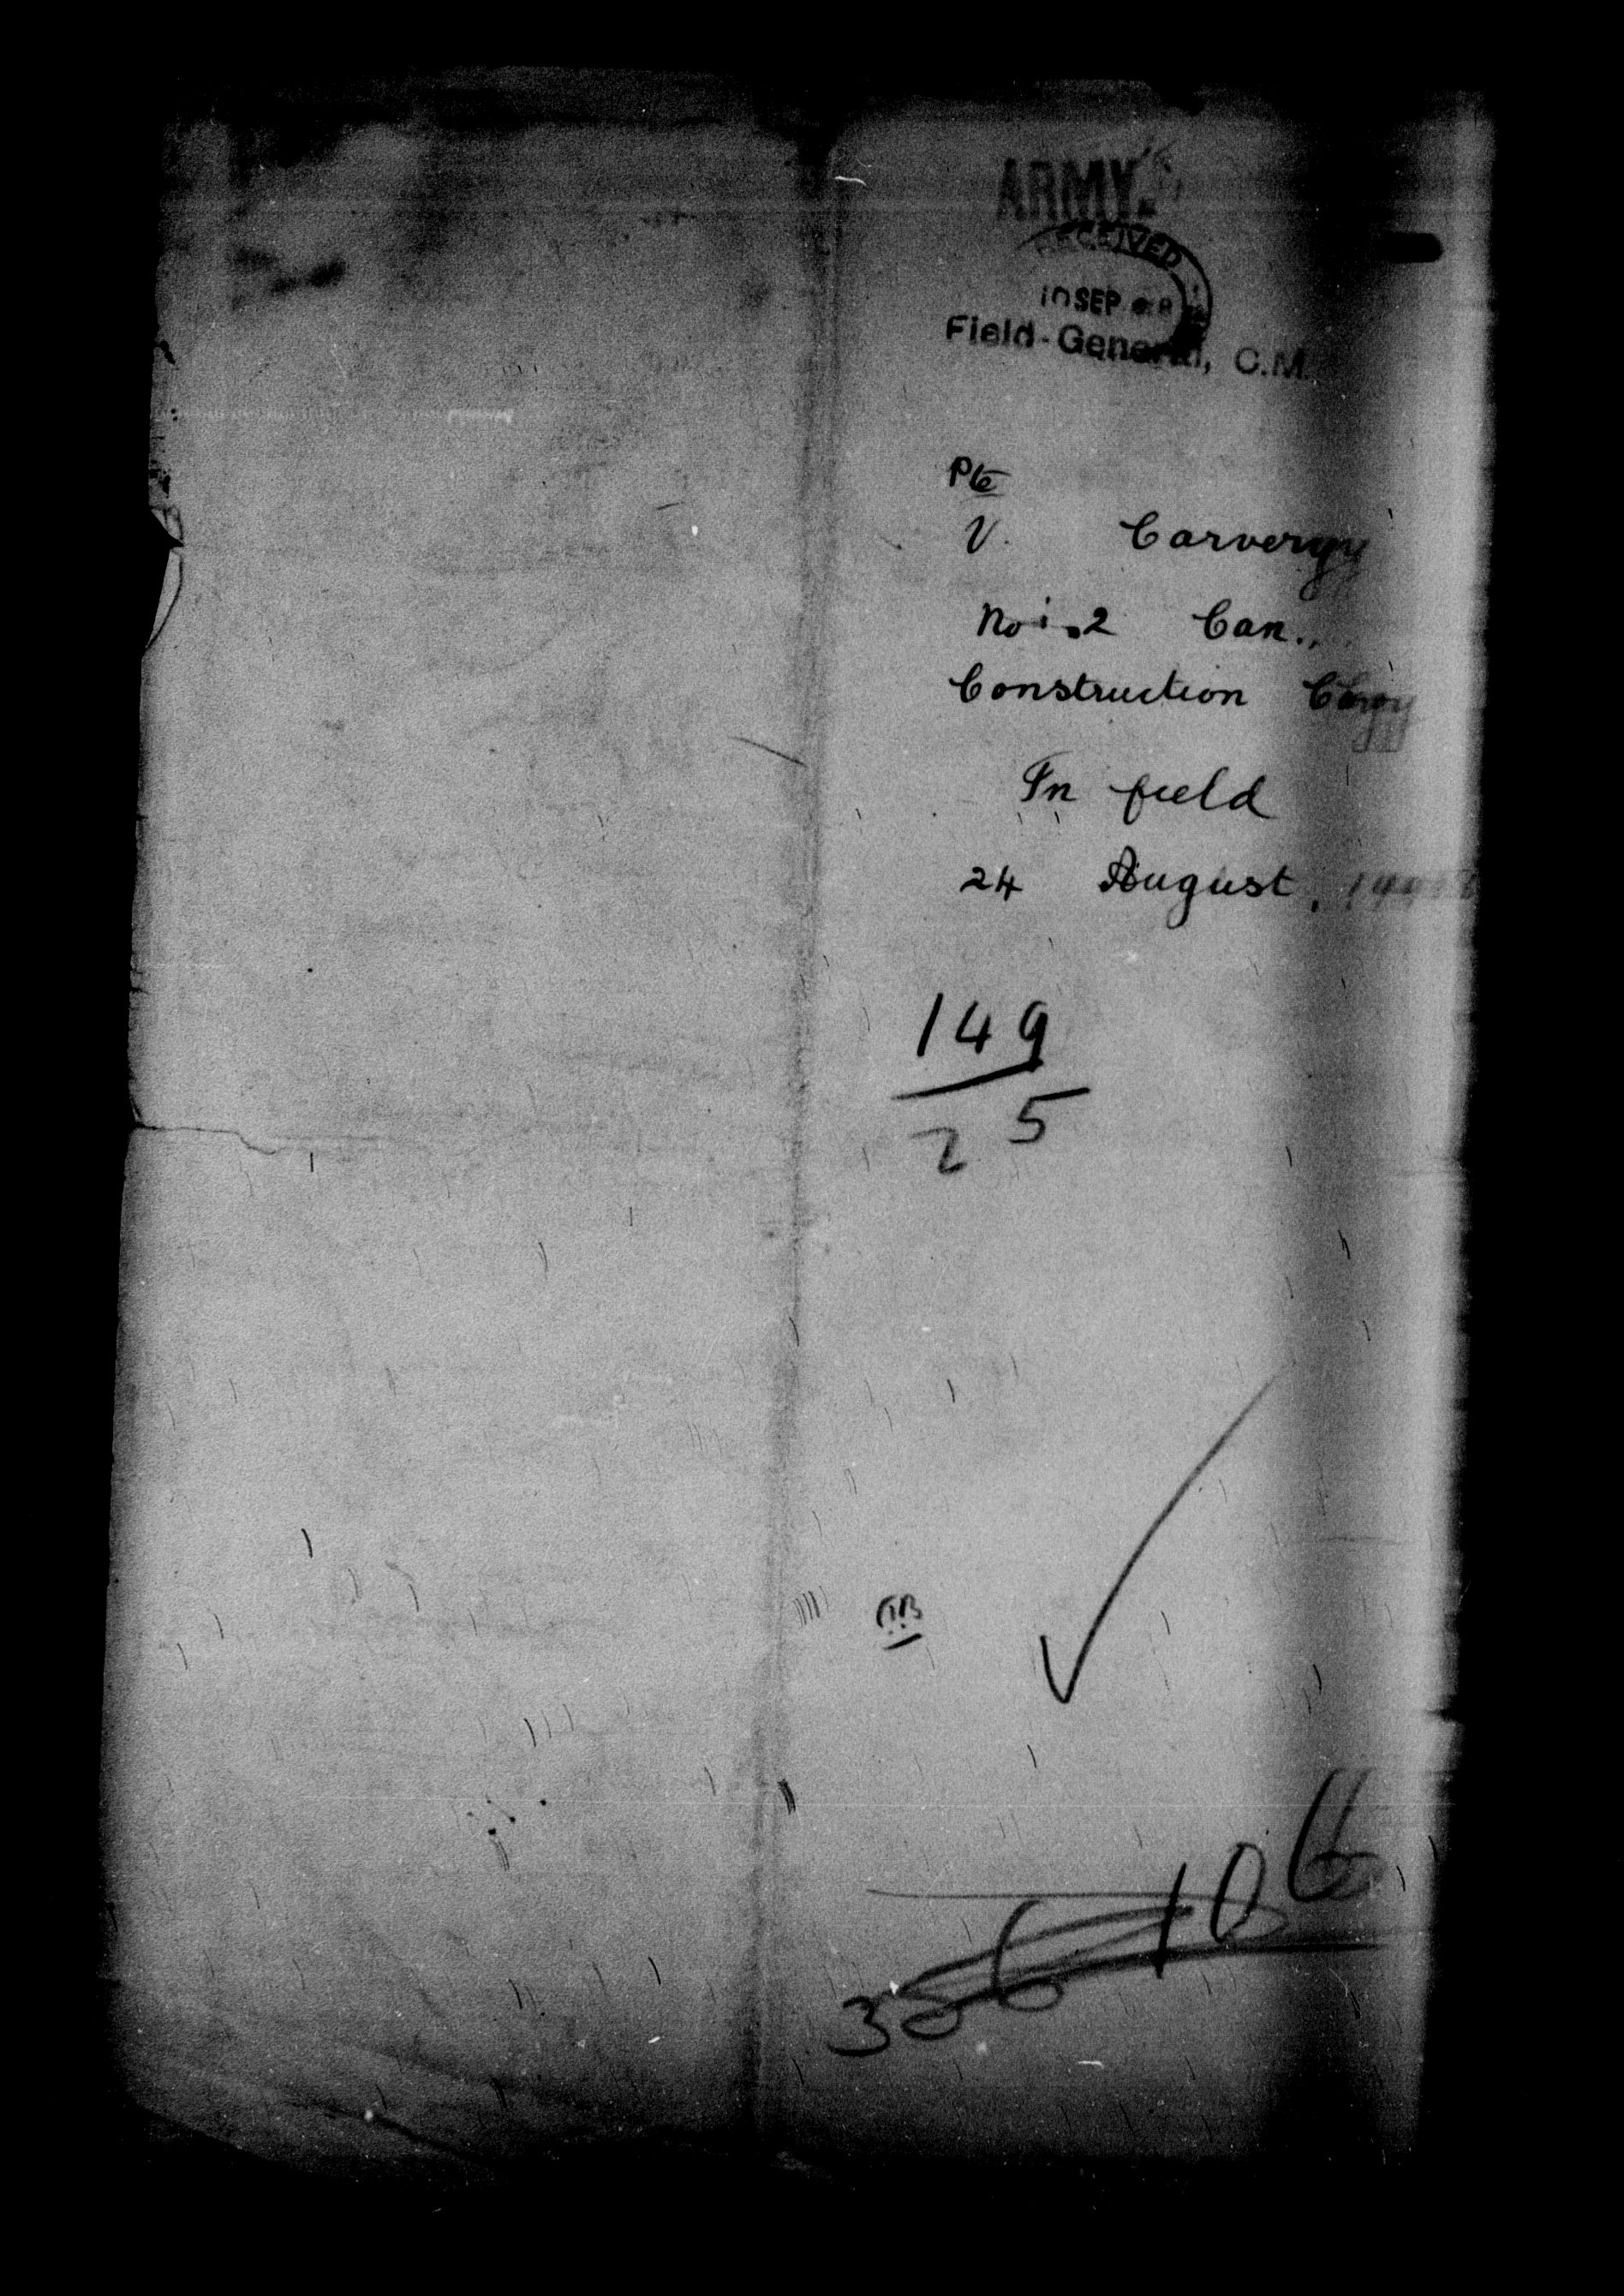 ARMY.
RECEIVED
10 SEP
Field-General, C.M.
Pte
V. Carvery
No. 2 Can.
Construction Coy
In field
24 August,
149
25
106
356